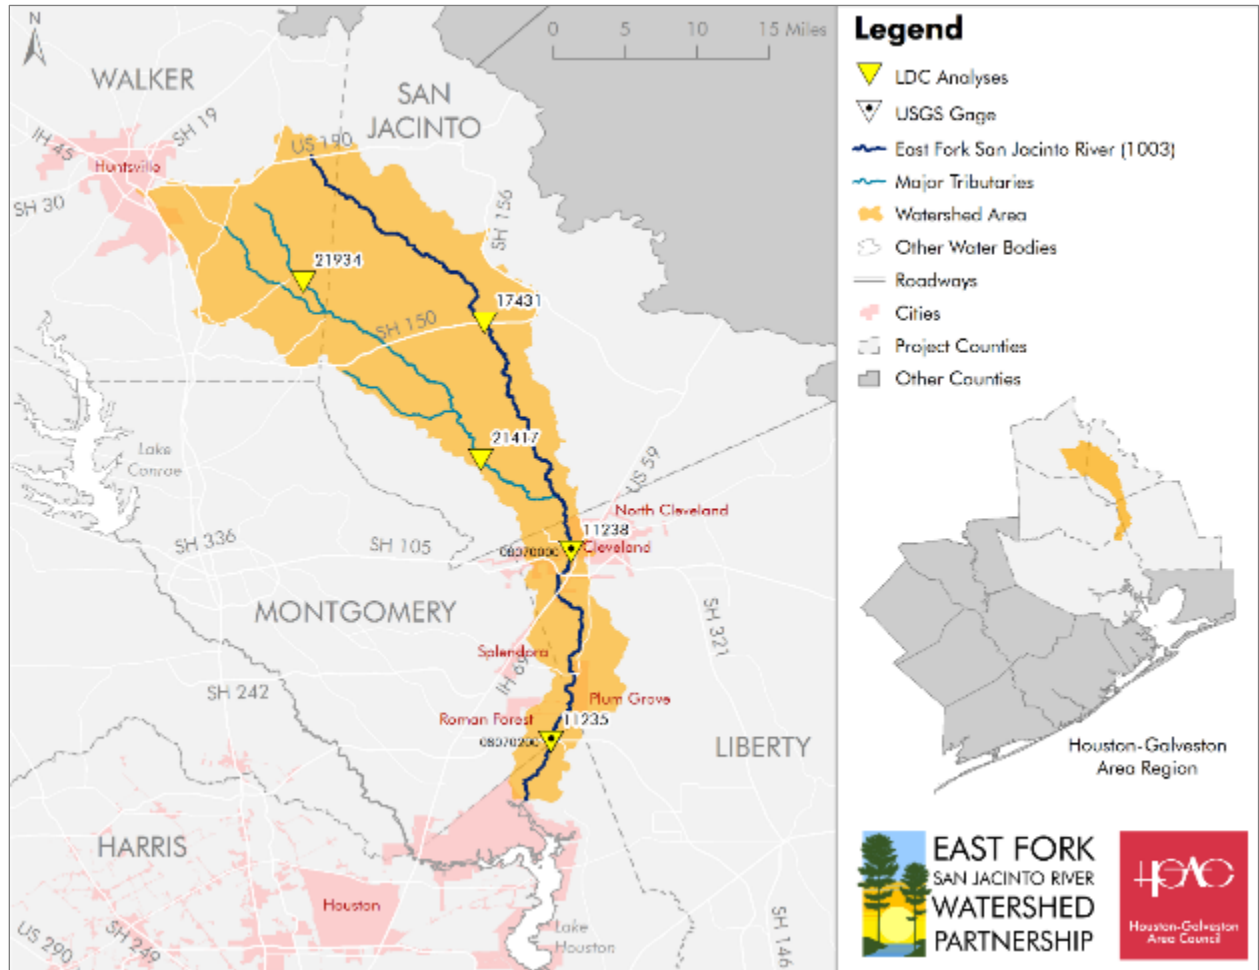 N
0 5 10 15 Miles
WALKER
SAN
JACINTO
IH 45
SH 19
US 190
Huntsville
SH 30
SH 156
21934
17431
SH 150
21417
Lake
Conroe
US 59
North Cleveland
11238
SH 336
SH 105
08070000
Cleveland
MONTGOMERY
SH 321
Splendora
IH 69
SH 242
Plum Grove
Roman Forest
11235
08070200
LIBERTY
HARRIS
Houston
Lake
Houston
US 290
SH 249
SH 146
Legend
LDC Analyses
USGS Gage
East Fork San Jacinto River (1003)
Major Tributaries
Watershed Area
Other Water Bodies
Roadways
Cities
Project Counties
Other Counties
Houston-Galveston
Area Region
EAST FORK
SAN JACINTO RIVER
WATERSHED
PARTNERSHIP
Houston-Galveston
Area Council